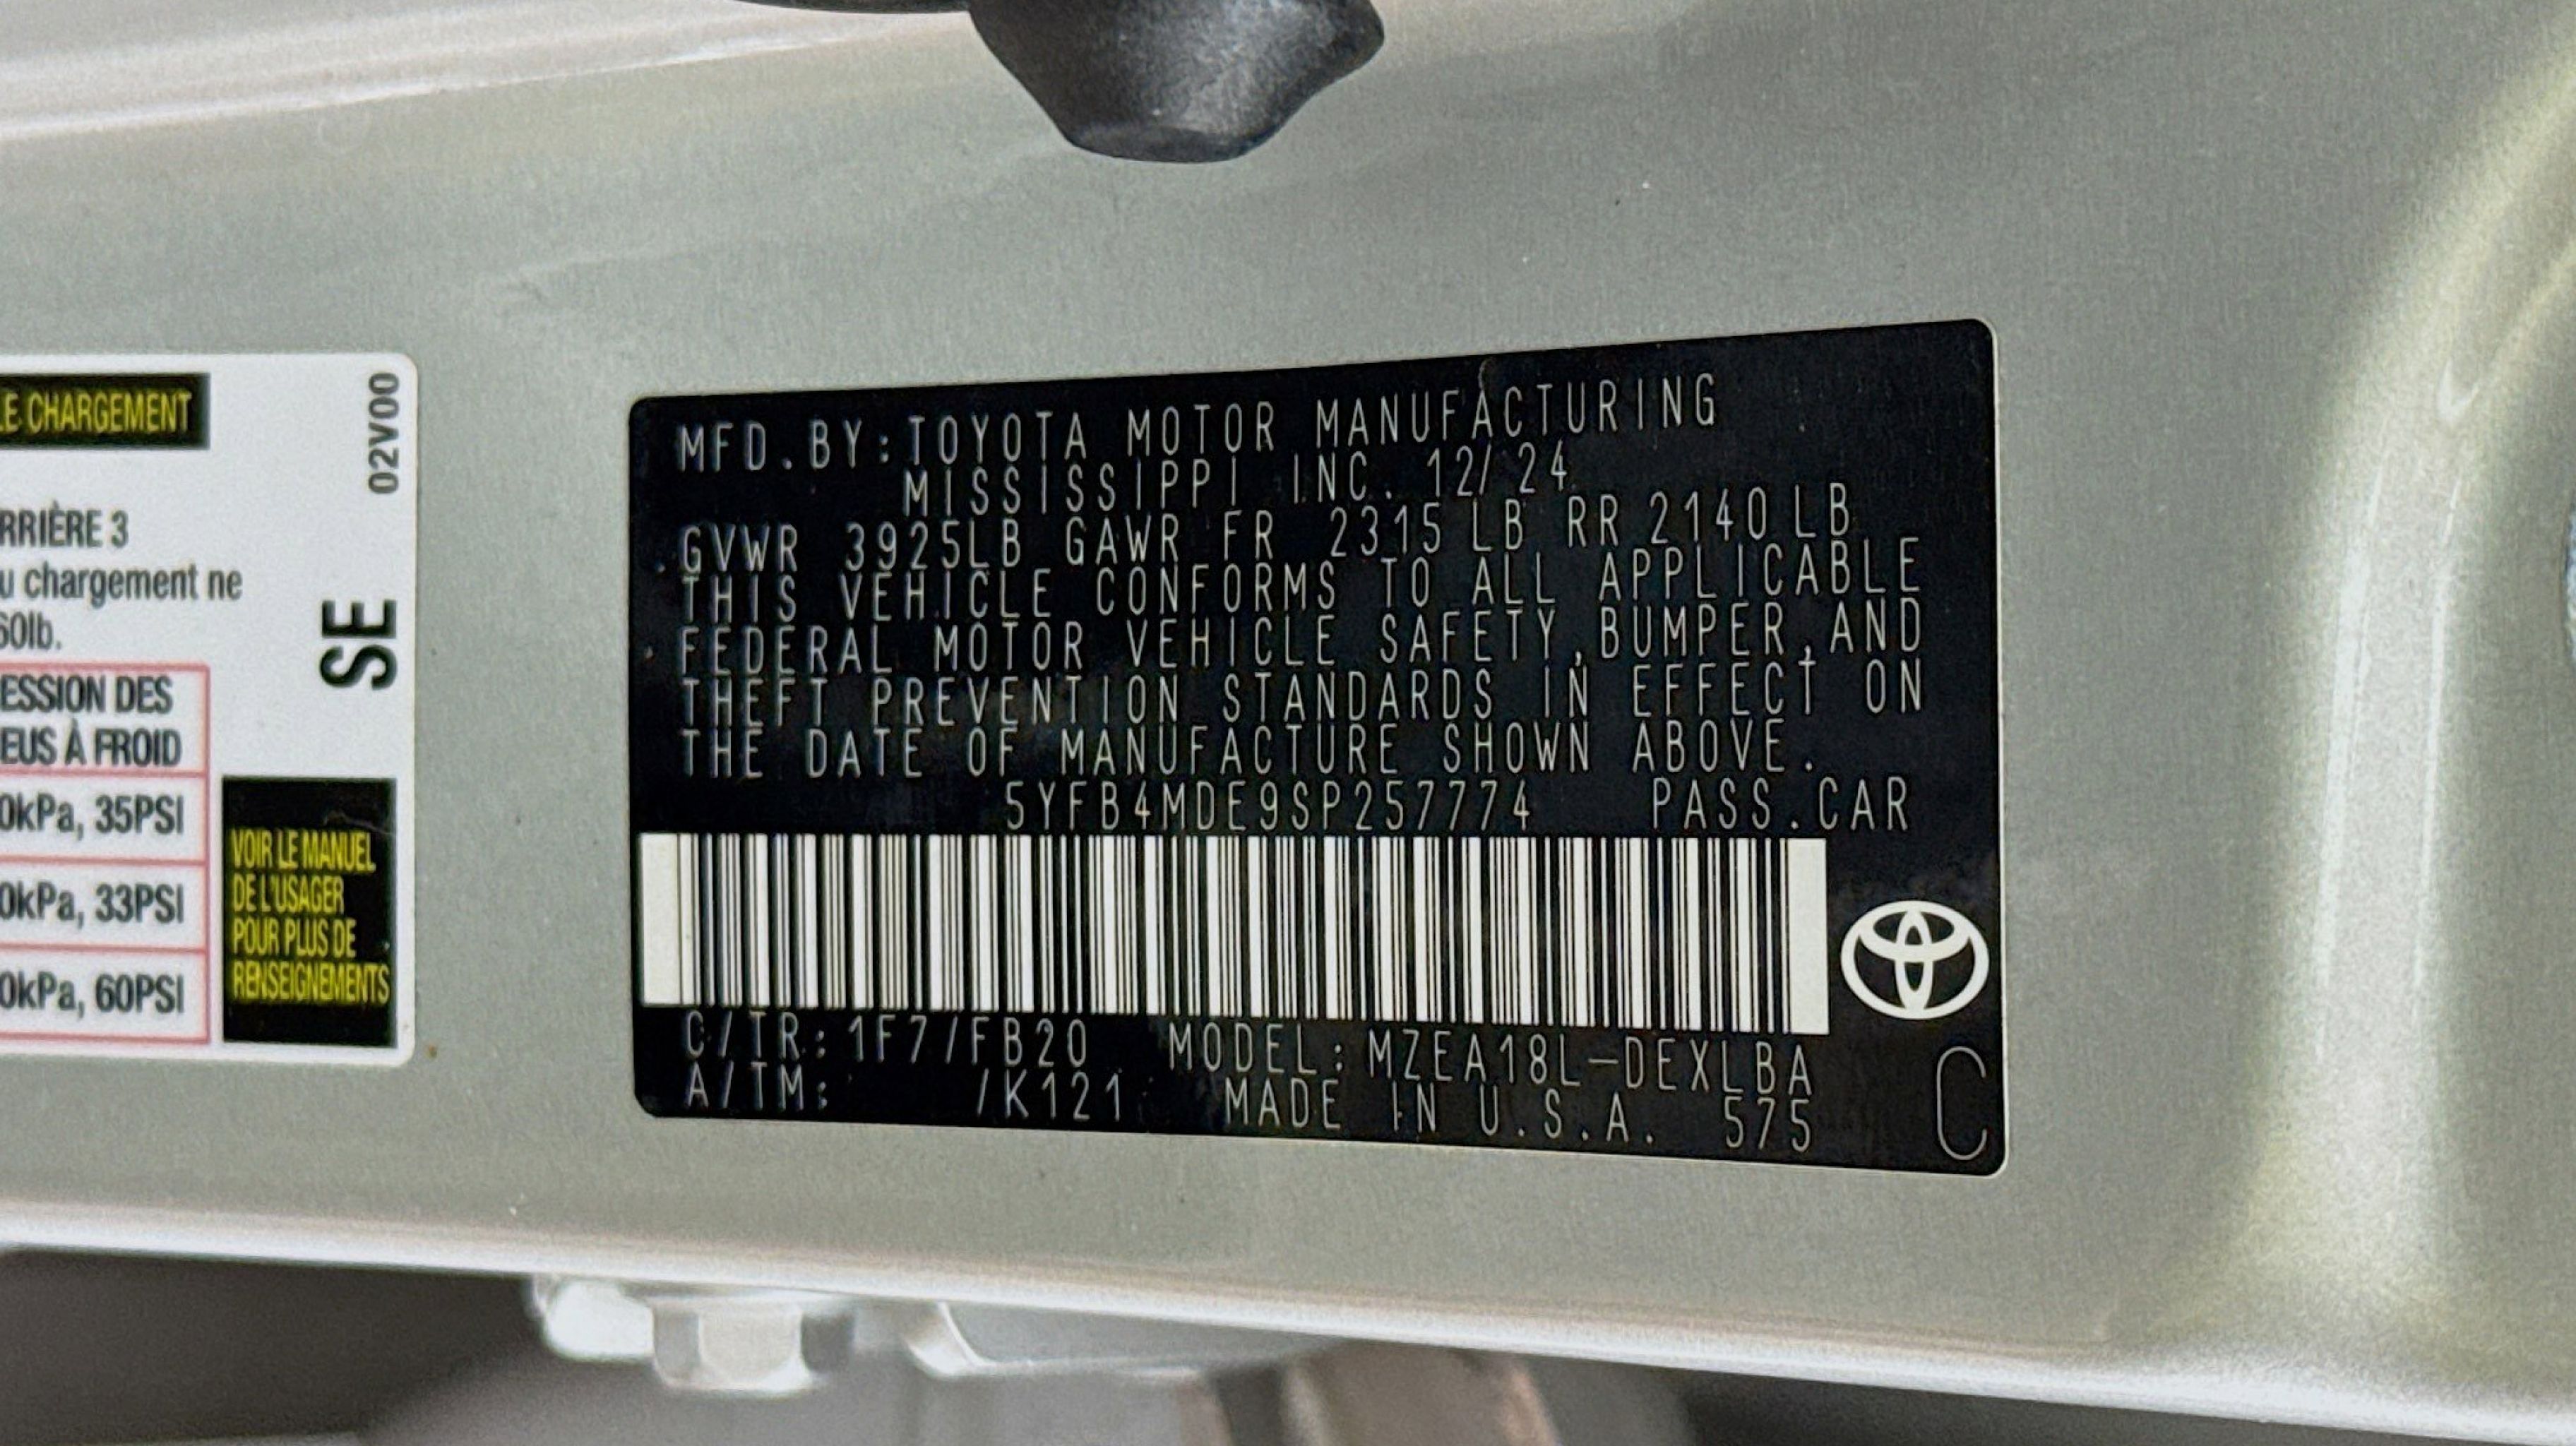 LE CHARGEMENT
02V00
RRIÈRE 3
u chargement ne
60lb.
SE
ESSION DES
EUS À FROID
0kPa, 35PSI
0kPa, 33PSI
0kPa, 60PSI
VOIR LE MANUEL
DE L'USAGER
POUR PLUS DE
RENSEIGNEMENTS
MFD.BY:TOYOTA MOTOR MANUFACTURING
MISSISSIPPI INC. 12/24
GVWR 3925LB GAWR FR 2315LB RR 2140LB
THIS VEHICLE CONFORMS TO ALL APPLICABLE
FEDERAL MOTOR VEHICLE SAFETY,BUMPER,AND
THEFT PREVENTION STANDARDS IN EFFECT ON
THE DATE OF MANUFACTURE SHOWN ABOVE.
5YFB4MDE9SP257774 PASS.CAR
C/TR:1F7/FB20 MODEL:MZEA18L-DEXLBA
A/TM: /K121 MADE IN U.S.A. 575
C